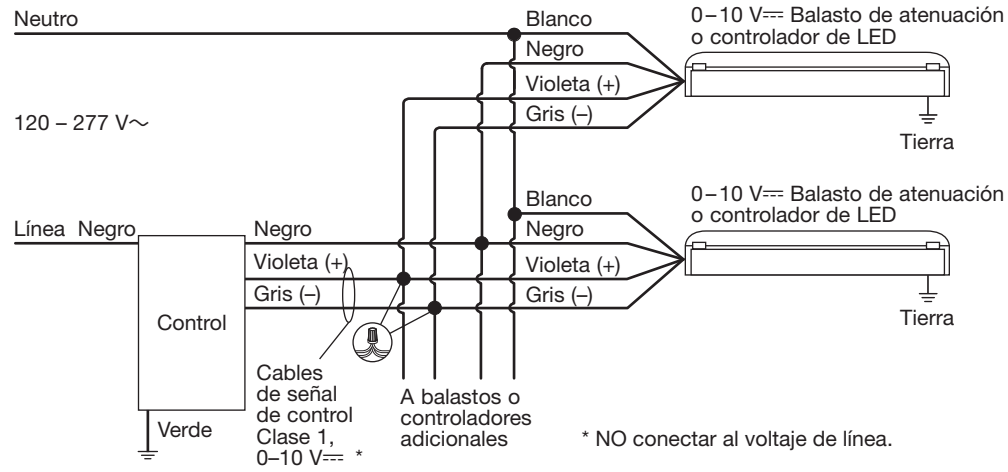 Neutro
Blanco
0–10 V⎓ Balasto de atenuación
o controlador de LED
Negro
Violeta (+)
Gris (–)
120 – 277 V∼
Tierra
Blanco
0–10 V⎓ Balasto de atenuación
o controlador de LED
Línea Negro
Negro
Negro
Violeta (+)
Violeta (+)
Gris (–)
Gris (–)
Control
Tierra
Cables
de señal
de control
Clase 1,
0–10 V⎓ *
A balastos o
controladores
adicionales
Verde
* NO conectar al voltaje de línea.